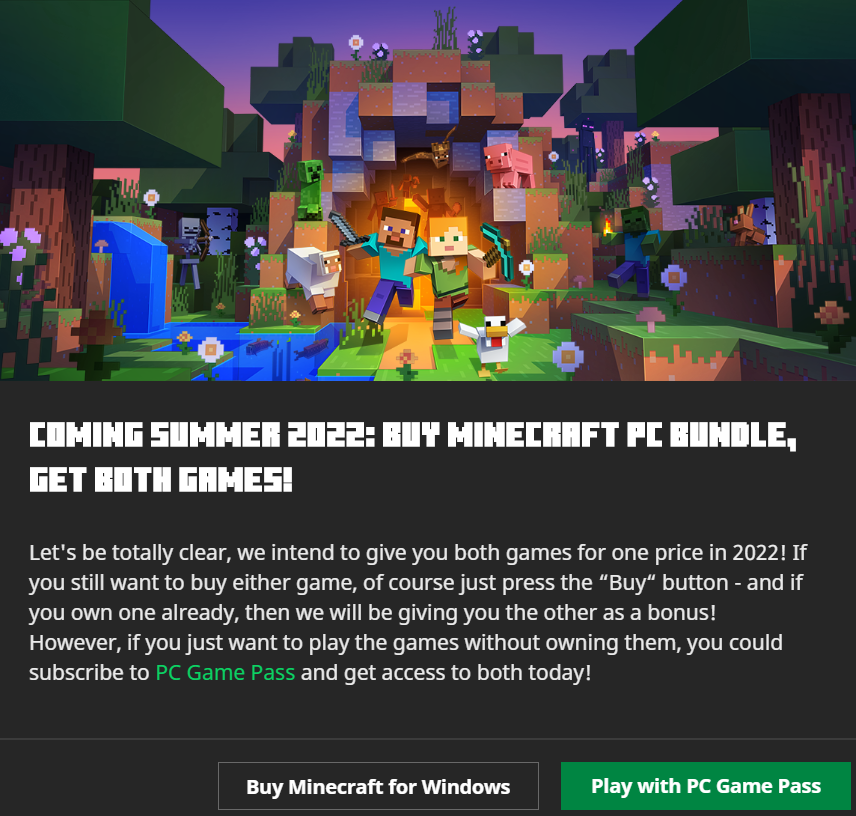 COMING SUMMER 2022: BUY MINECRAFT PC BUNDLE,
GET BOTH GAMES!
Let's be totally clear, we intend to give you both games for one price in 2022! If
you still want to buy either game, of course just press the “Buy“ button - and if
you own one already, then we will be giving you the other as a bonus!
However, if you just want to play the games without owning them, you could
subscribe to PC Game Pass and get access to both today!
Buy Minecraft for Windows
Play with PC Game Pass